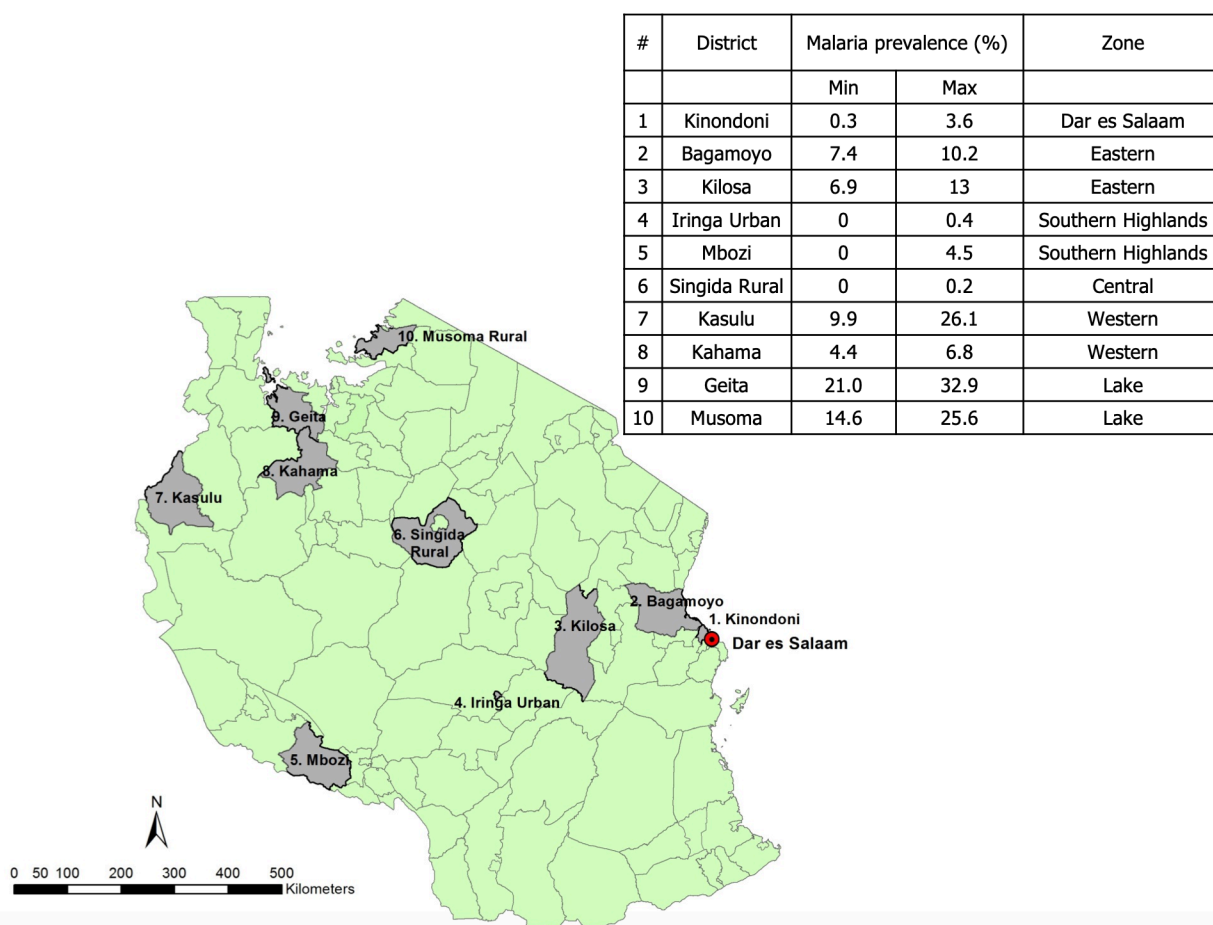 # District Malaria prevalence (%) Zone
Min Max
1 Kinondoni 0.3 3.6 Dar es Salaam
2 Bagamoyo 7.4 10.2 Eastern
3 Kilosa 6.9 13 Eastern
4 Iringa Urban 0 0.4 Southern Highlands
5 Mbozi 0 4.5 Southern Highlands
6 Singida Rural 0 0.2 Central
7 Kasulu 9.9 26.1 Western
8 Kahama 4.4 6.8 Western
9 Geita 21.0 32.9 Lake
10 Musoma 14.6 25.6 Lake
10. Musoma Rural
9. Geita
8. Kahama
7. Kasulu
6. Singida
Rural
2. Bagamoyo
1. Kinondoni
3. Kilosa
Dar es Salaam
4. Iringa Urban
5. Mbozi
N
0 50 100 200 300 400 500
Kilometers